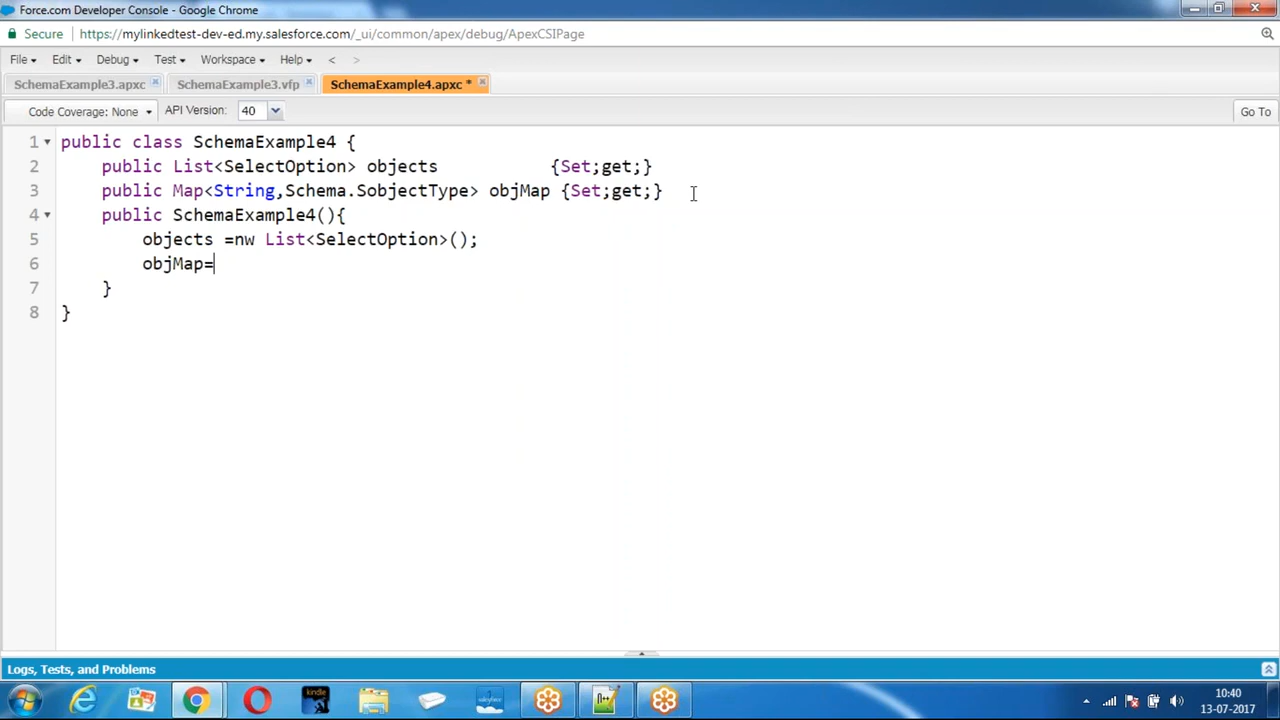 Force.com Developer Console - Google Chrome
Secure https://mylinkedtest-dev-ed.my.salesforce.com/_ui/common/apex/debug/ApexCSIPage
File Edit Debug Test Workspace Help < >
SchemaExample3.apxc SchemaExample3.vfp SchemaExample4.apxc *
Code Coverage: None API Version: 40 Go To
1 public class SchemaExample4 {
2 public List<SelectOption> objects {Set;get;}
3 public Map<String,Schema.SobjectType> objMap {Set;get;}
4 public SchemaExample4(){
5 objects =nw List<SelectOption>();
6 objMap=
7 }
8 }
Logs, Tests, and Problems
kindle
10:40
13-07-2017